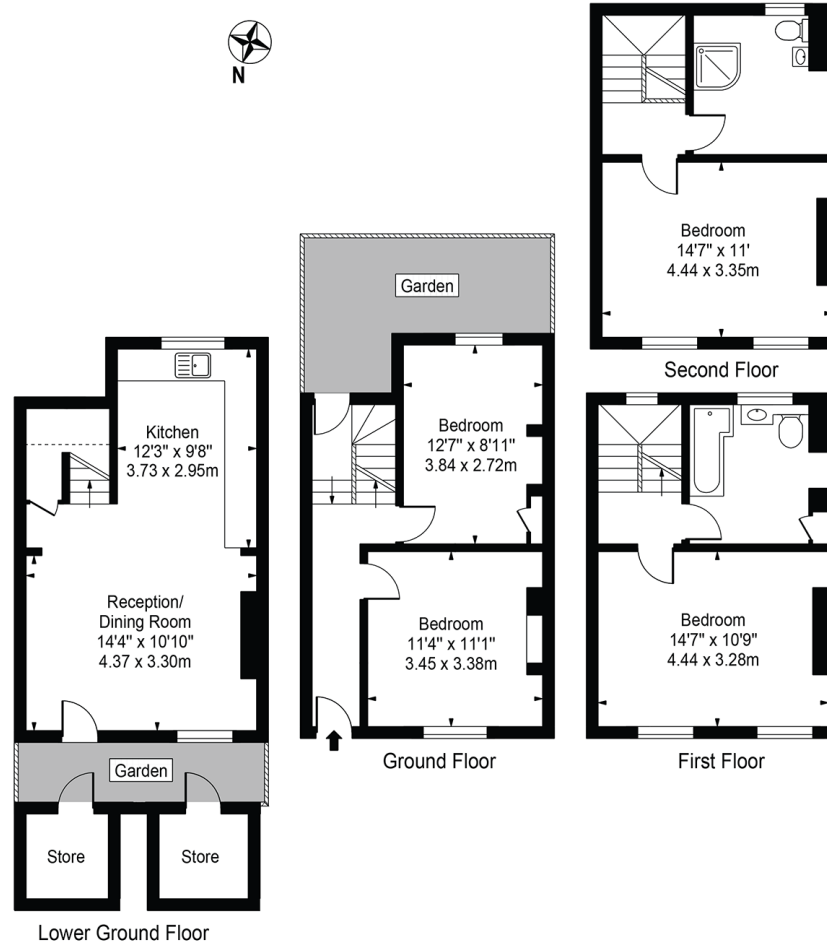 N
Bedroom
14'7" x 11'
4.44 x 3.35m
Second Floor
Garden
Bedroom
12'7" x 8'11"
3.84 x 2.72m
Bedroom
11'4" x 11'1"
3.45 x 3.38m
Ground Floor
Kitchen
12'3" x 9'8"
3.73 x 2.95m
Reception/
Dining Room
14'4" x 10'10"
4.37 x 3.30m
Garden
Store
Store
Lower Ground Floor
Bedroom
14'7" x 10'9"
4.44 x 3.28m
First Floor